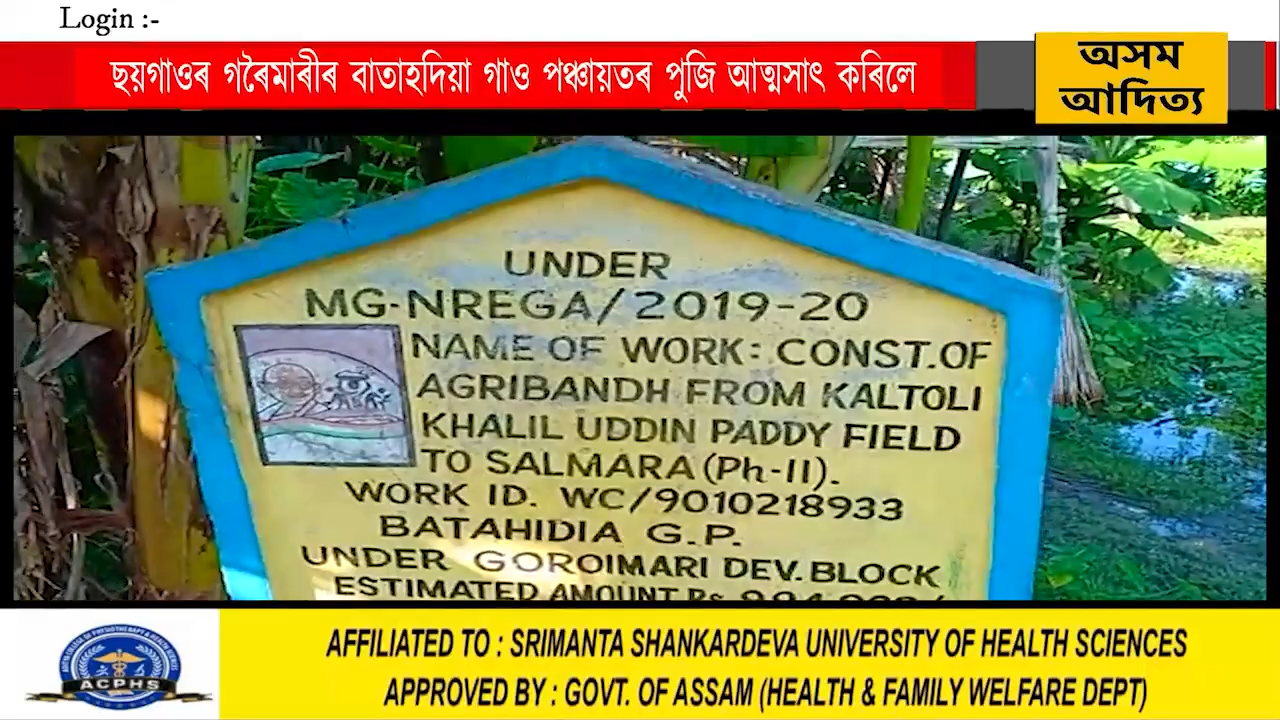 Login :-
ছয়গাওৰ গৰৈমাৰীৰ বাতাহদিয়া গাও পঞ্চায়তৰ পুজি আত্মসাৎ কৰিলে
অসম
আদিত্য
UNDER
MG-NREGA/2019-20
NAME OF WORK: CONST.OF
AGRIBANDH FROM KALTOLI
KHALIL UDDIN PADDY FIELD
TO SALMARA (Ph-II).
WORK ID. WC/9010218933
BATAHIDIA G.P.
UNDER GOROIMARI DEV. BLOCK
ESTIMATED AMOUNT Rs
ACPHS
AFFILIATED TO : SRIMANTA SHANKARDEVA UNIVERSITY OF HEALTH SCIENCES
APPROVED BY : GOVT. OF ASSAM (HEALTH & FAMILY WELFARE DEPT)